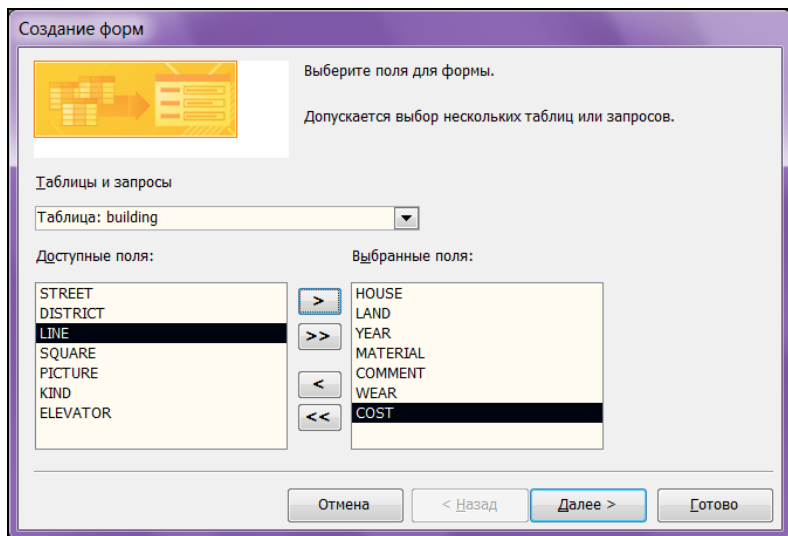 Создание форм
Выберите поля для формы.
Допускается выбор нескольких таблиц или запросов.
Таблицы и запросы
Таблица: building
Доступные поля:
STREET
DISTRICT
LINE
SQUARE
PICTURE
KIND
ELEVATOR
>
>>
<
<<
Выбранные поля:
HOUSE
LAND
YEAR
MATERIAL
COMMENT
WEAR
COST
Отмена
< Назад
Далее >
Готово